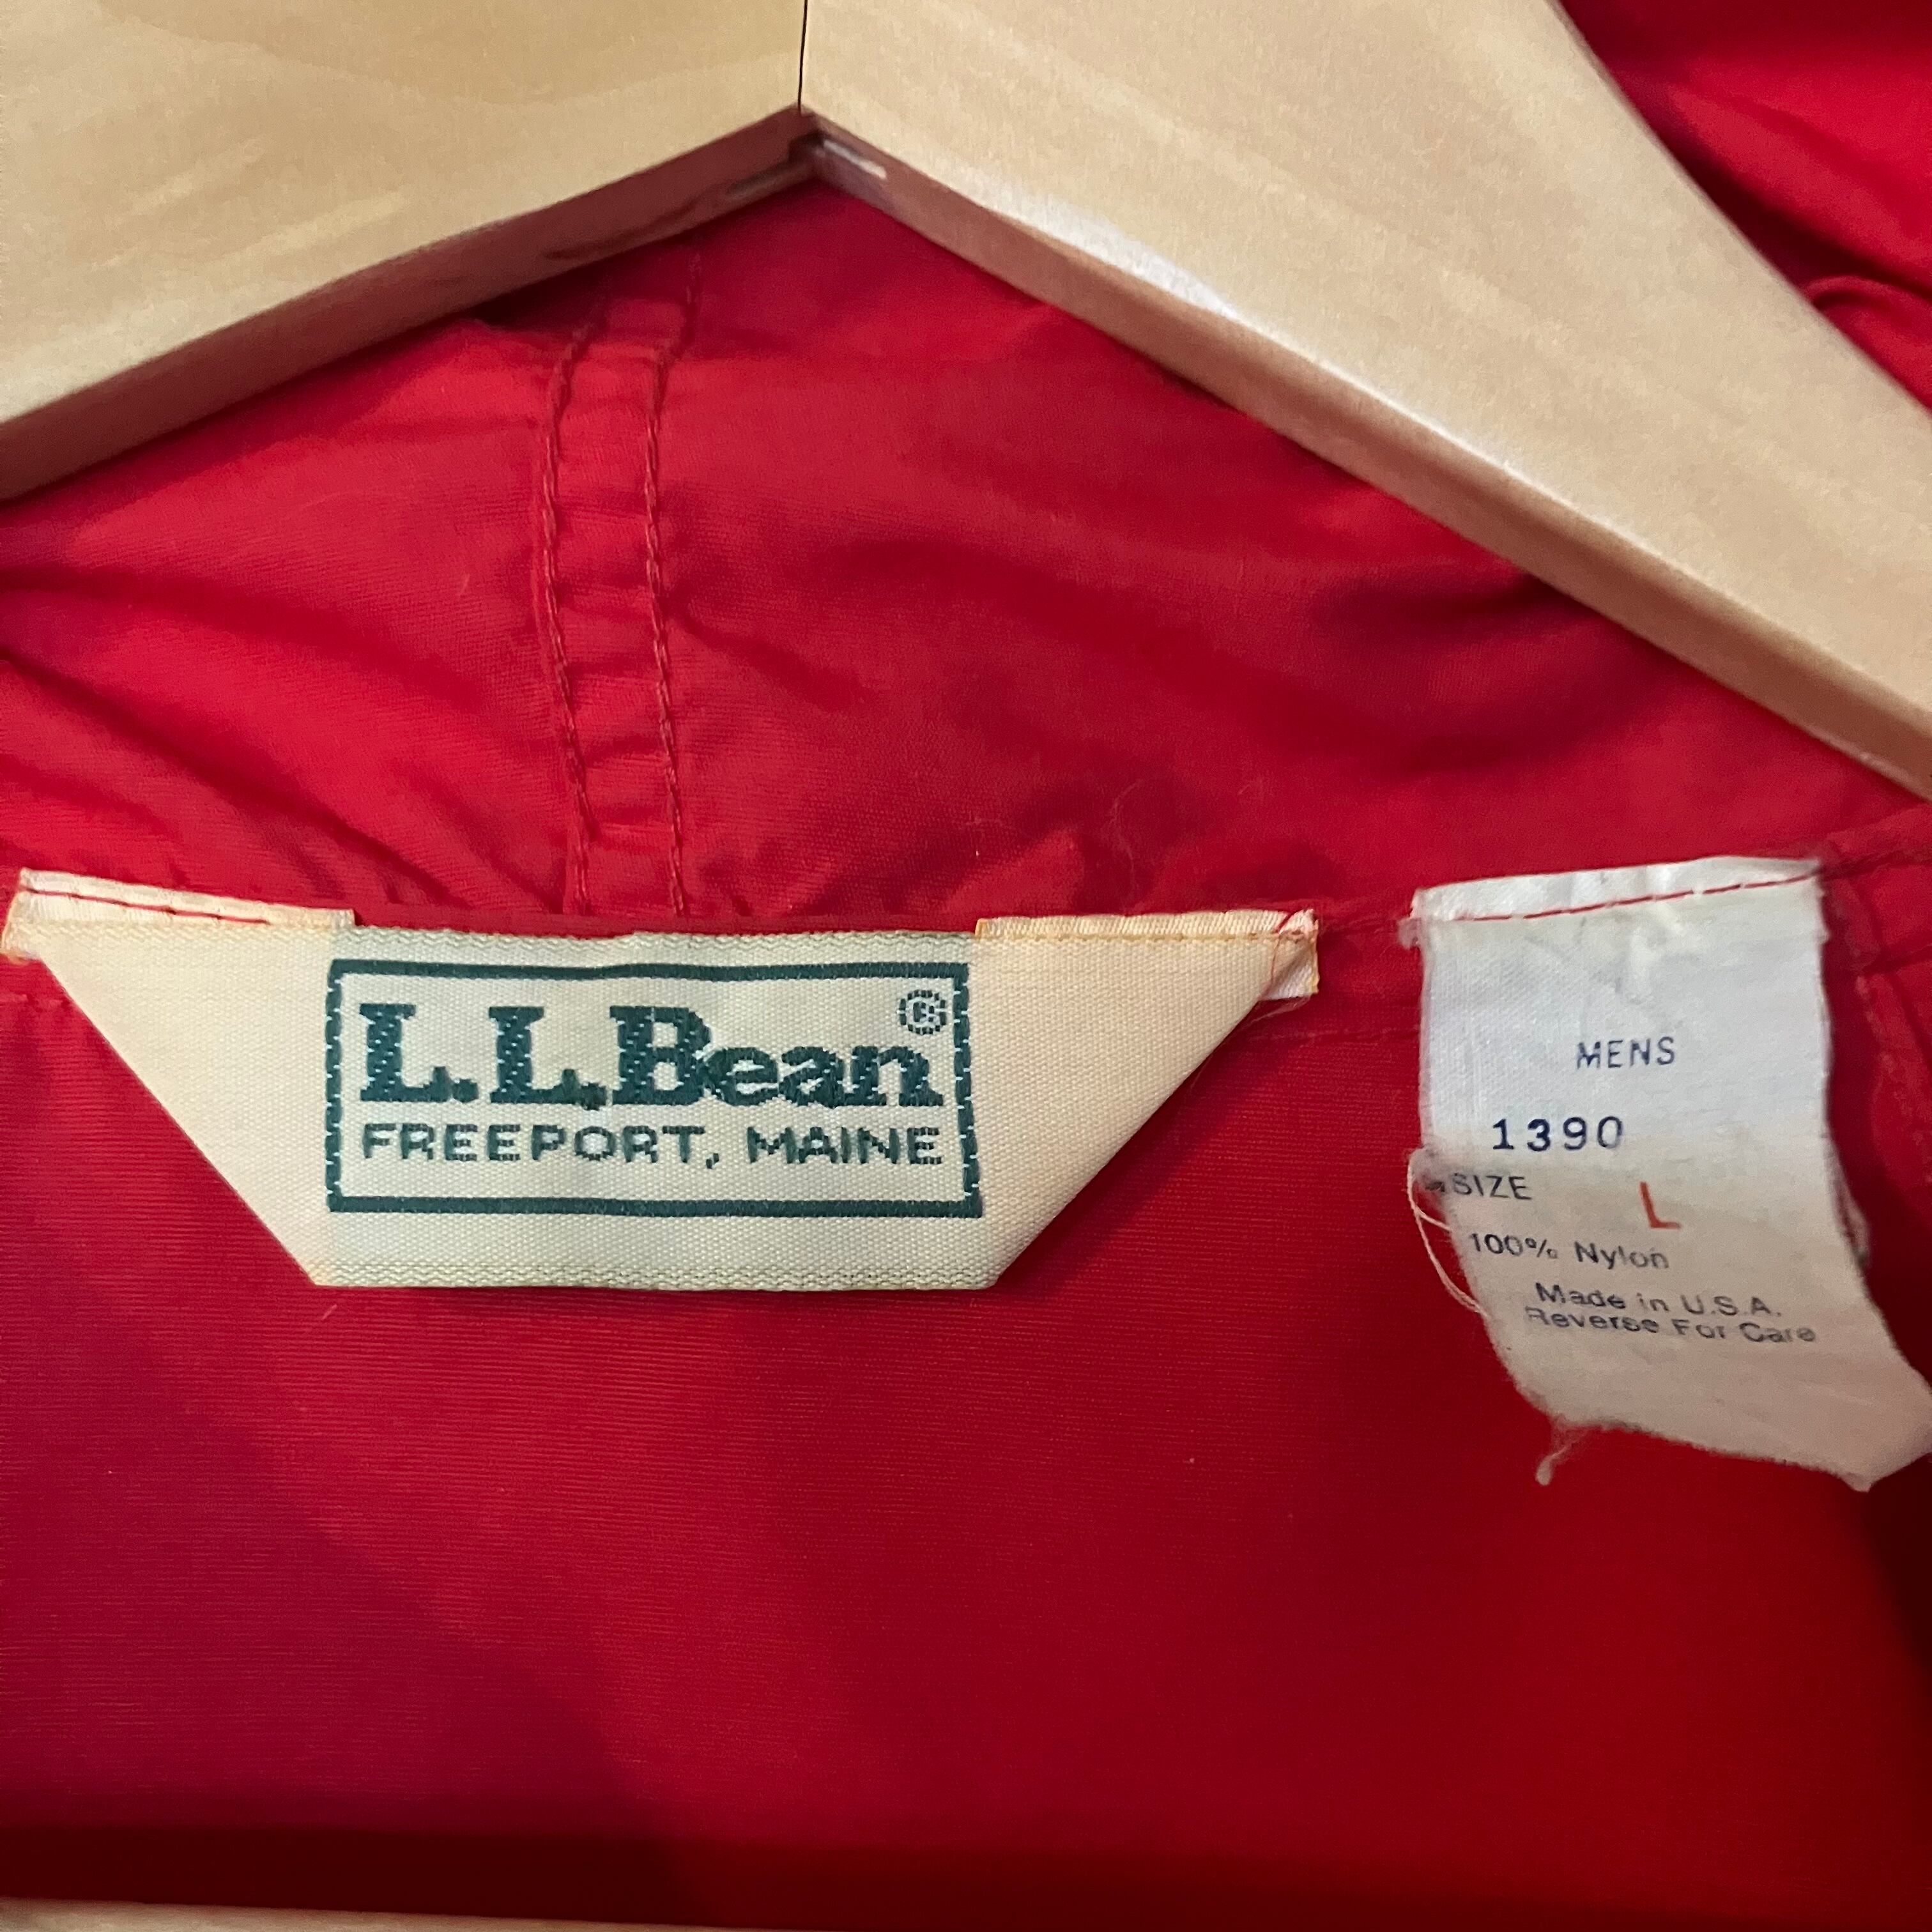 L.L.Bean®
FREEPORT, MAINE
MENS
1390
SIZE L
100% Nylon
Made in U.S.A.
Reverse For Care